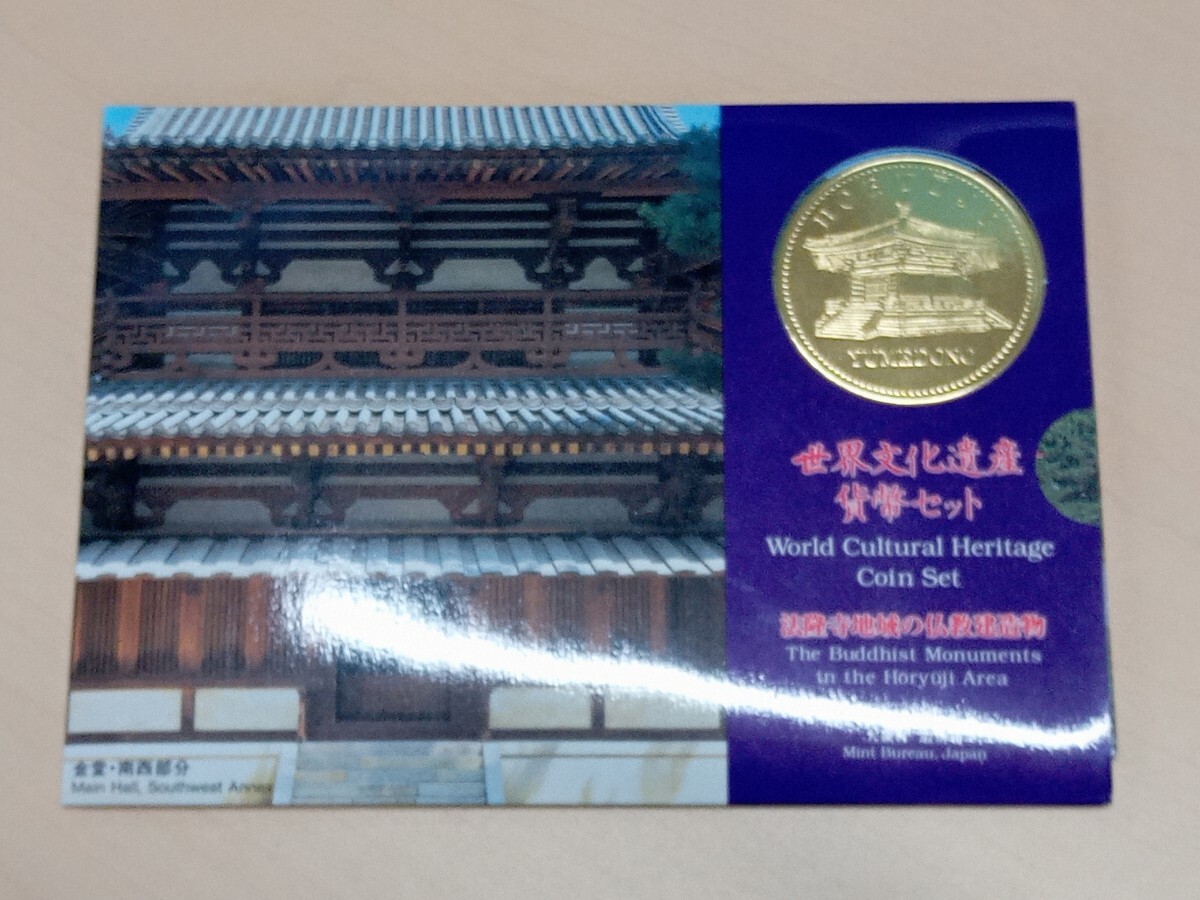 HORYUJI
YUMEDONO
世界文化遺産
貨幣セット
World Cultural Heritage
Coin Set
法隆寺地域の仏教建造物
The Buddhist Monuments
in the Horyuji Area
Mint Bureau, Japan
金堂・南西部分
Main Hall, Southwest Annex